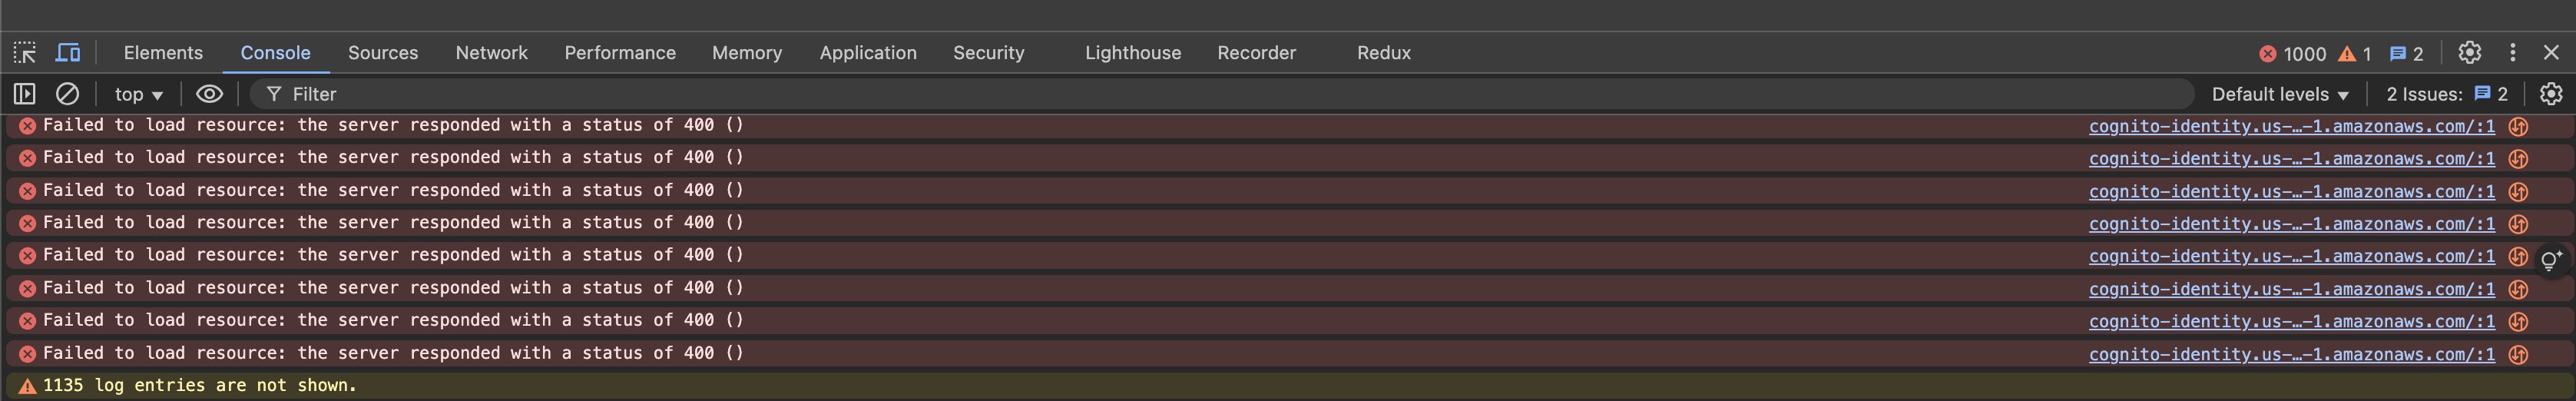 Elements Console Sources Network Performance Memory Application Security Lighthouse Recorder Redux 1000 1 2
top Filter Default levels 2 Issues: 2
Failed to load resource: the server responded with a status of 400 () cognito-identity.us-…-1.amazonaws.com/:1
Failed to load resource: the server responded with a status of 400 () cognito-identity.us-…-1.amazonaws.com/:1
Failed to load resource: the server responded with a status of 400 () cognito-identity.us-…-1.amazonaws.com/:1
Failed to load resource: the server responded with a status of 400 () cognito-identity.us-…-1.amazonaws.com/:1
Failed to load resource: the server responded with a status of 400 () cognito-identity.us-…-1.amazonaws.com/:1
Failed to load resource: the server responded with a status of 400 () cognito-identity.us-…-1.amazonaws.com/:1
Failed to load resource: the server responded with a status of 400 () cognito-identity.us-…-1.amazonaws.com/:1
Failed to load resource: the server responded with a status of 400 () cognito-identity.us-…-1.amazonaws.com/:1
1135 log entries are not shown.